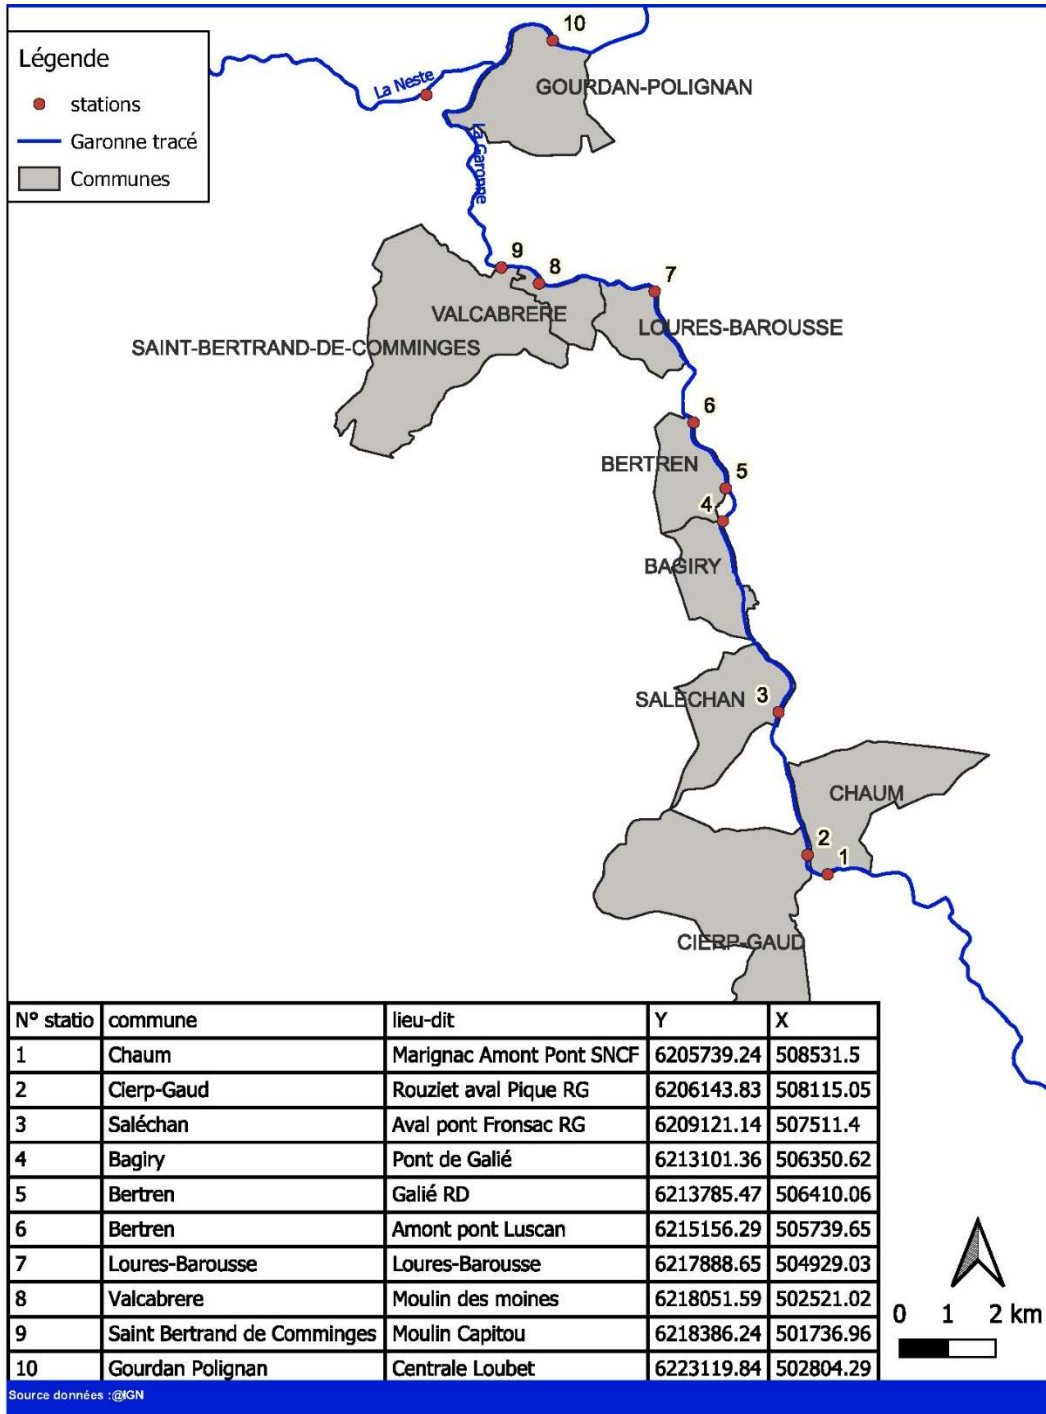 Légende
stations
Garonne tracé
Communes
10
GOURDAN-POLIGNAN
La Neste
La Garonne
9
8
7
VALCABRERE
LOURES-BAROUSSE
SAINT-BERTRAND-DE-COMMINGES
6
BERTREN
5
4
BAGIRY
SALECHAN
3
CHAUM
2
1
CIERP-GAUD
N° statio commune lieu-dit Y X
1 Chaum Marignac Amont Pont SNCF 6205739.24 508531.5
2 Cierp-Gaud Rouziet aval Pique RG 6206143.83 508115.05
3 Saléchan Aval pont Fronsac RG 6209121.14 507511.4
4 Bagiry Pont de Galié 6213101.36 506350.62
5 Bertren Galié RD 6213785.47 506410.06
6 Bertren Amont pont Luscan 6215156.29 505739.65
7 Loures-Barousse Loures-Barousse 6217888.65 504929.03
8 Valcabrere Moulin des moines 6218051.59 502521.02
9 Saint Bertrand de Comminges Moulin Capitou 6218386.24 501736.96
10 Gourdan Polignan Centrale Loubet 6223119.84 502804.29
0 1 2 km
Source données :@IGN